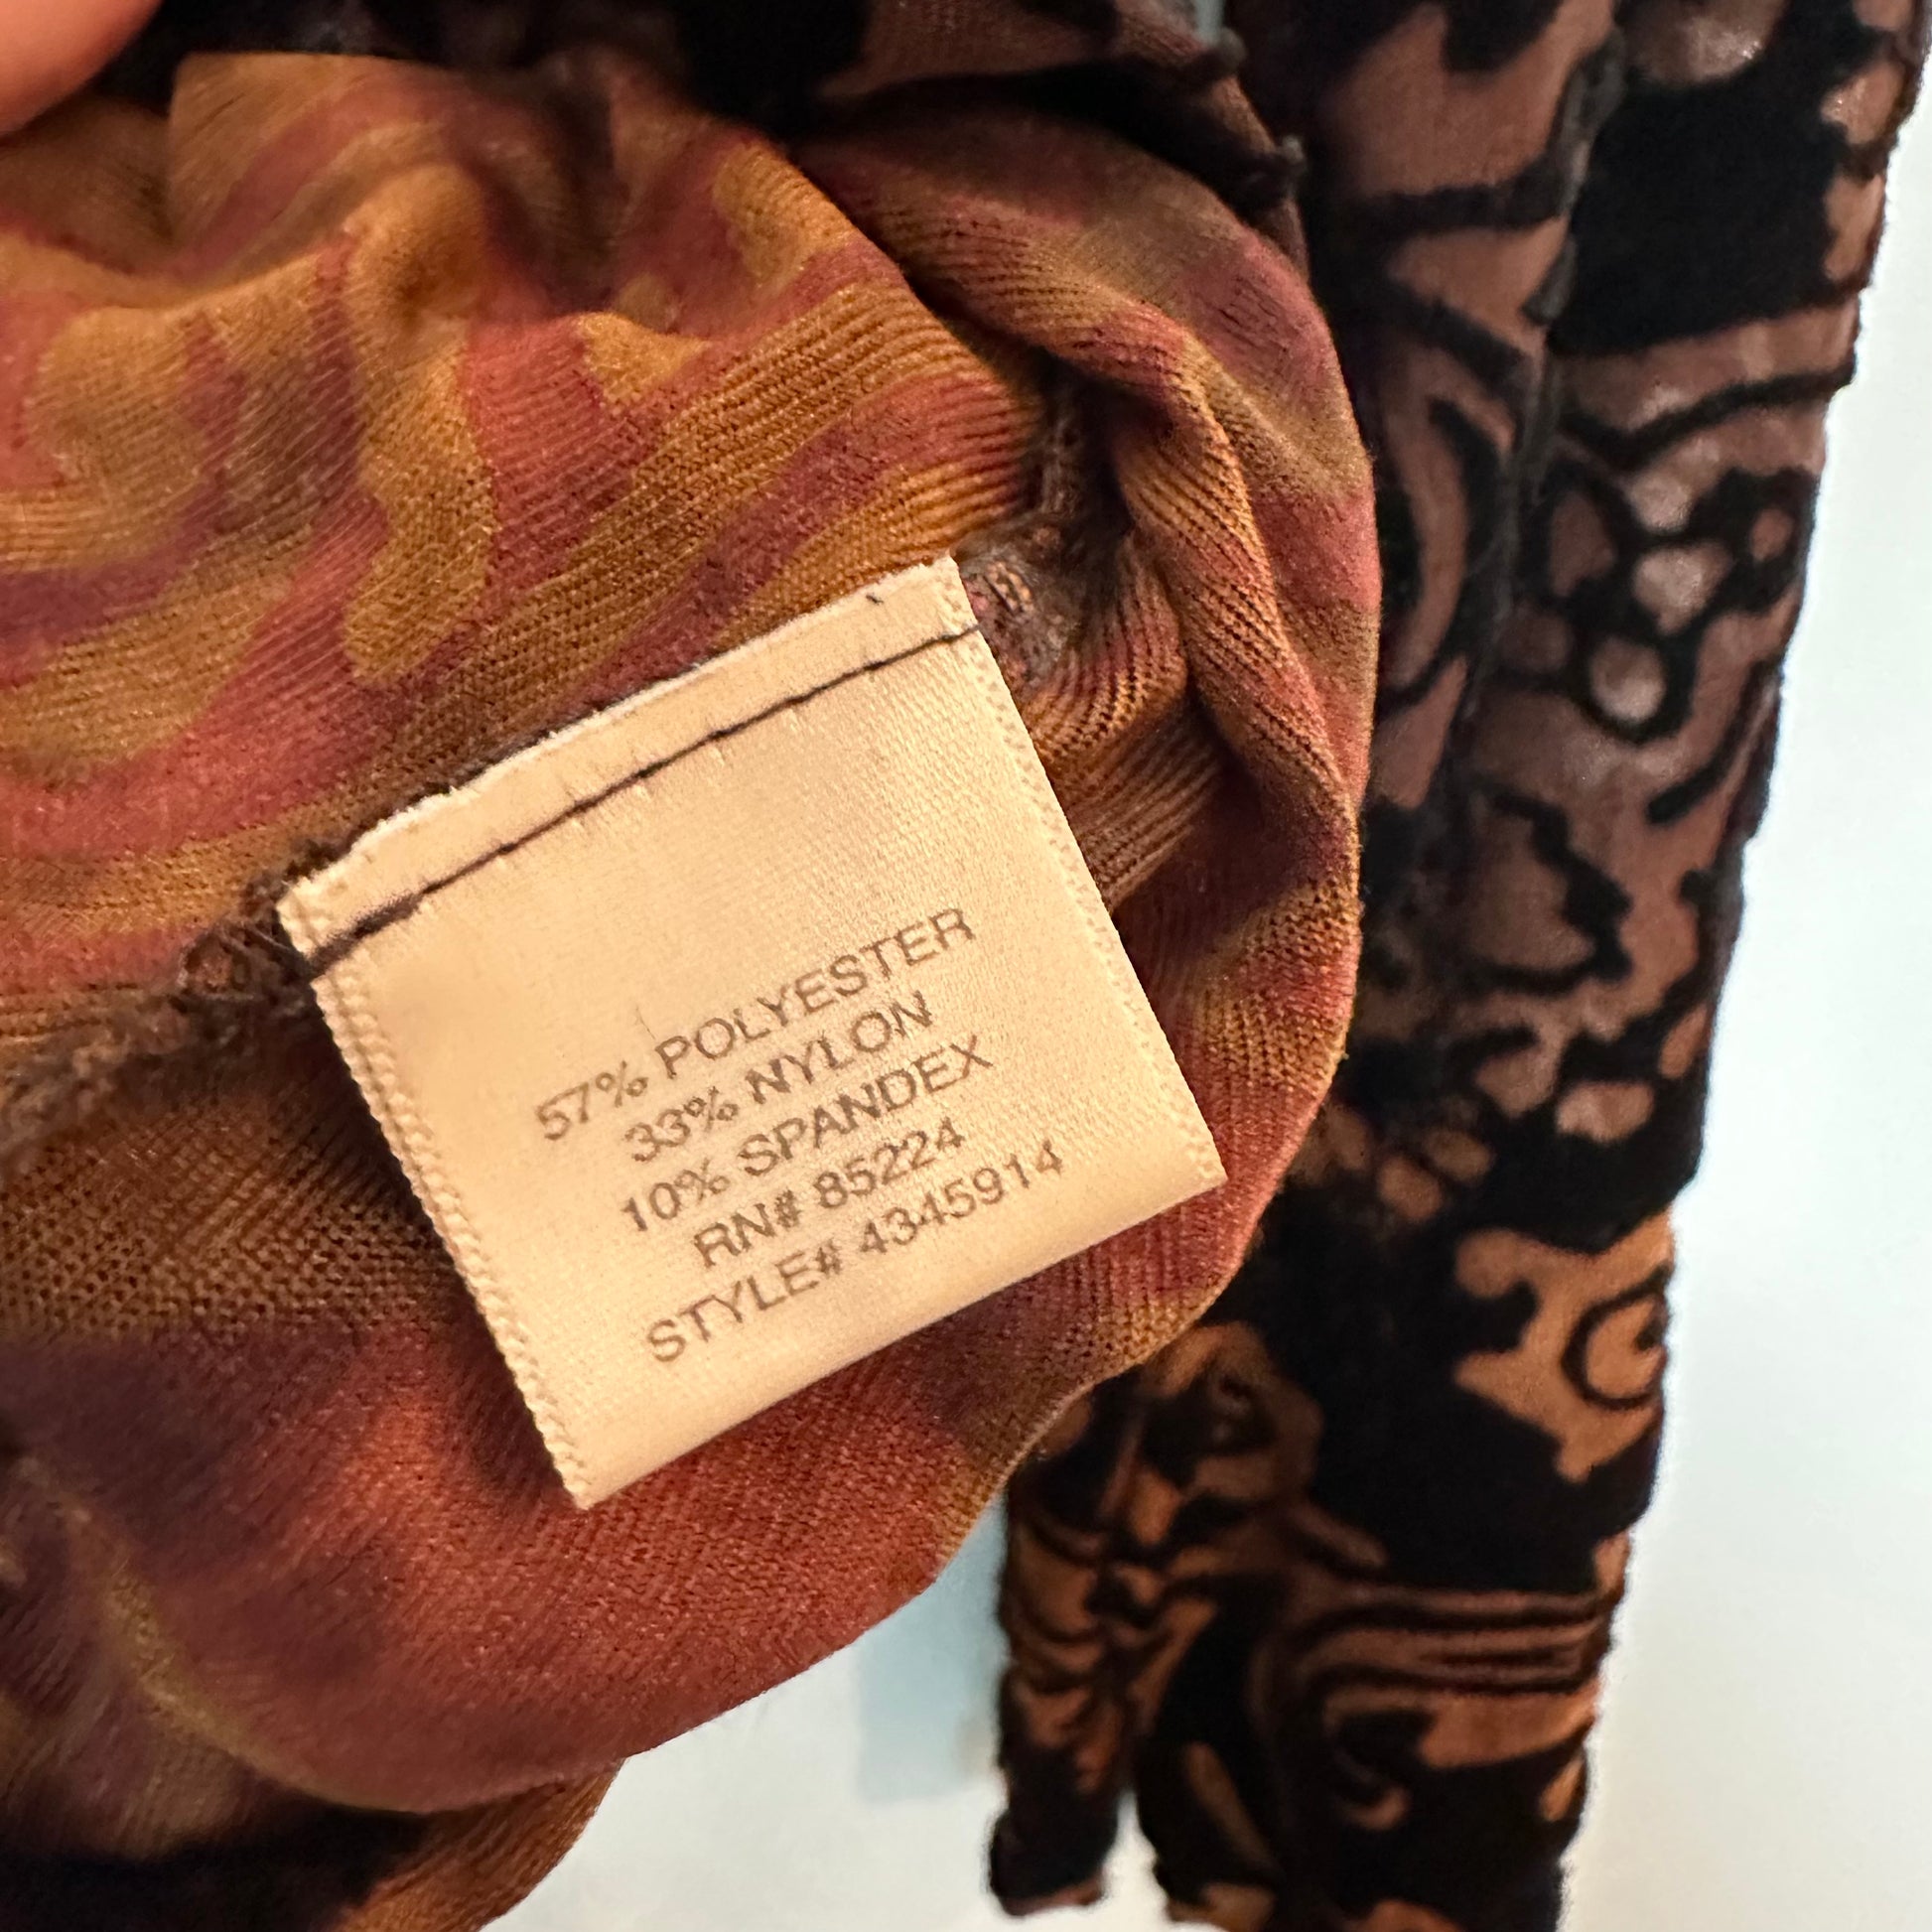 57% POLYESTER
33% NYLON
10% SPANDEX
RN# 85224
STYLE# 4345914